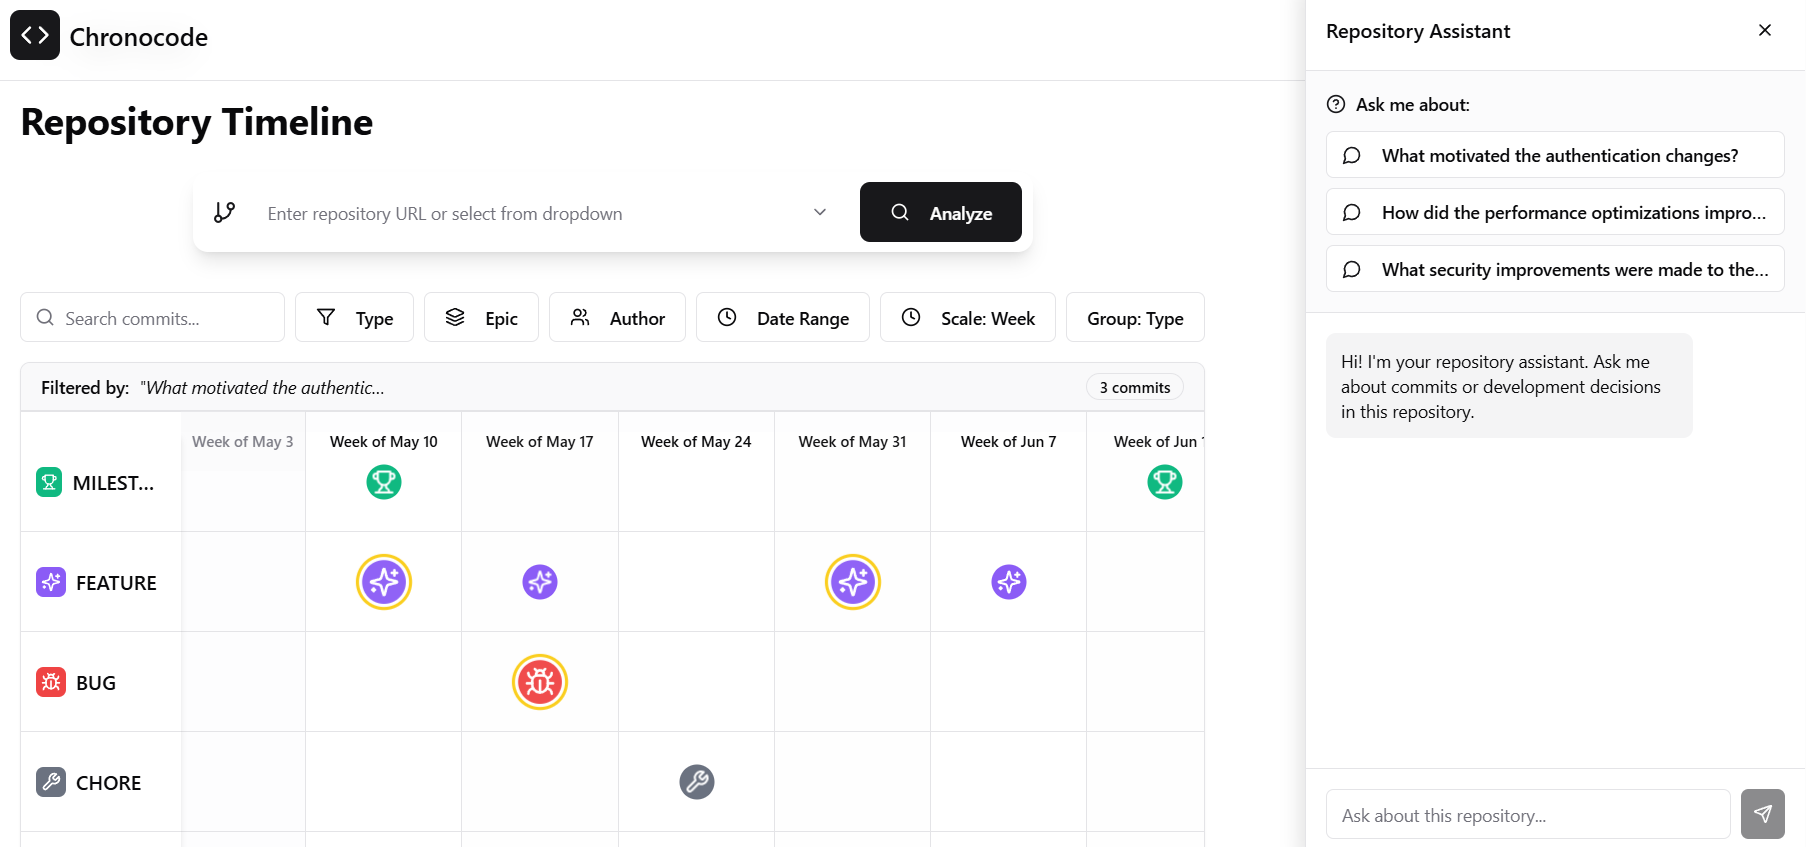 Chronocode
Repository Timeline
Enter repository URL or select from dropdown
Analyze
Search commits...
Type
Epic
Author
Date Range
Scale: Week
Group: Type
Filtered by: "What motivated the authentic...
3 commits
Week of May 3
Week of May 10
Week of May 17
Week of May 24
Week of May 31
Week of Jun 7
Week of Jun
MILEST...
FEATURE
BUG
CHORE
Repository Assistant
Ask me about:
What motivated the authentication changes?
How did the performance optimizations impro...
What security improvements were made to the...
Hi! I'm your repository assistant. Ask me
about commits or development decisions
in this repository.
Ask about this repository...